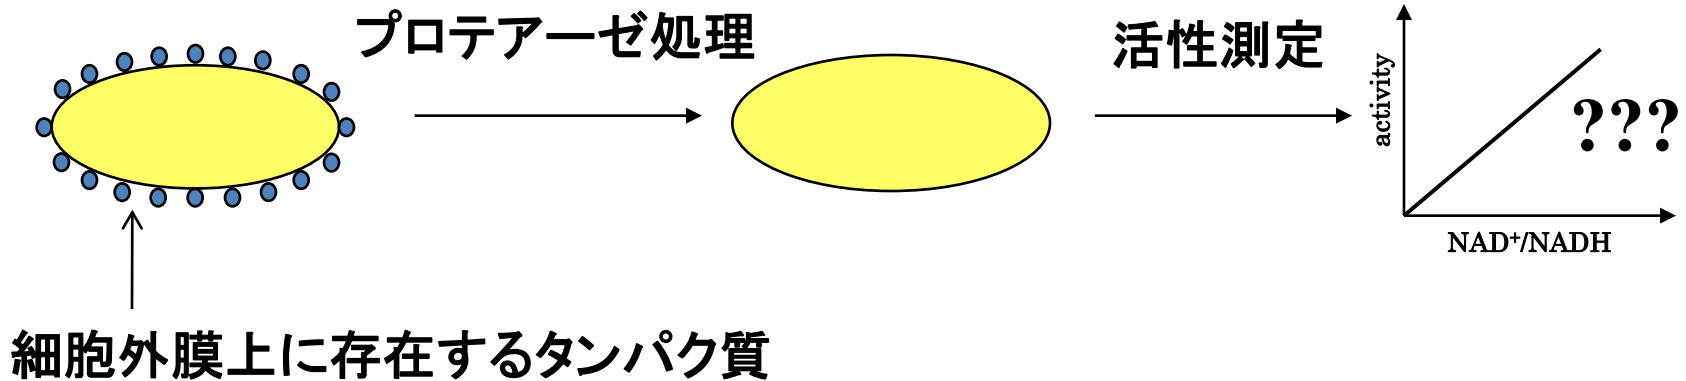 プロテアーゼ処理
活性測定
activity
???
NAD⁺/NADH
細胞外膜上に存在するタンパク質